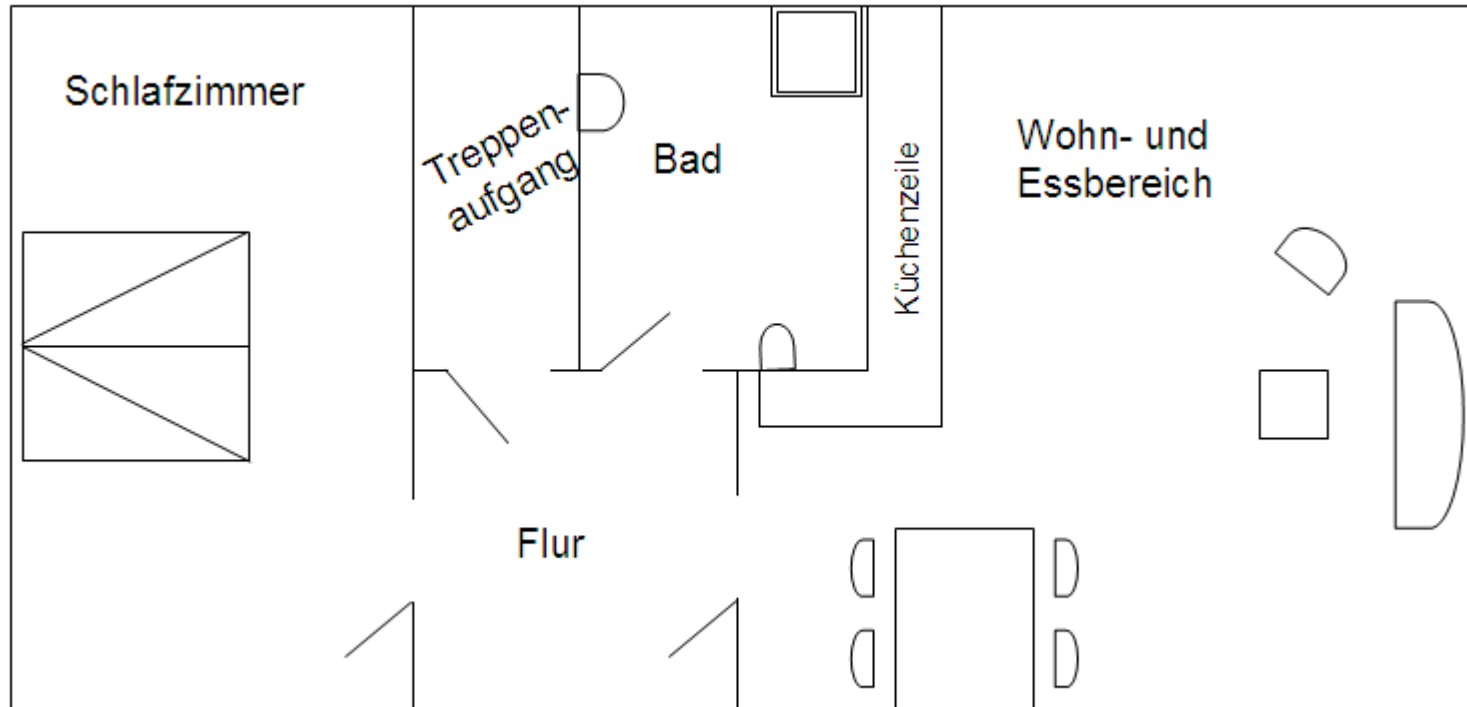 Schlafzimmer
Treppen-
aufgang
Bad
Küchenzeile
Wohn- und
Essbereich
Flur